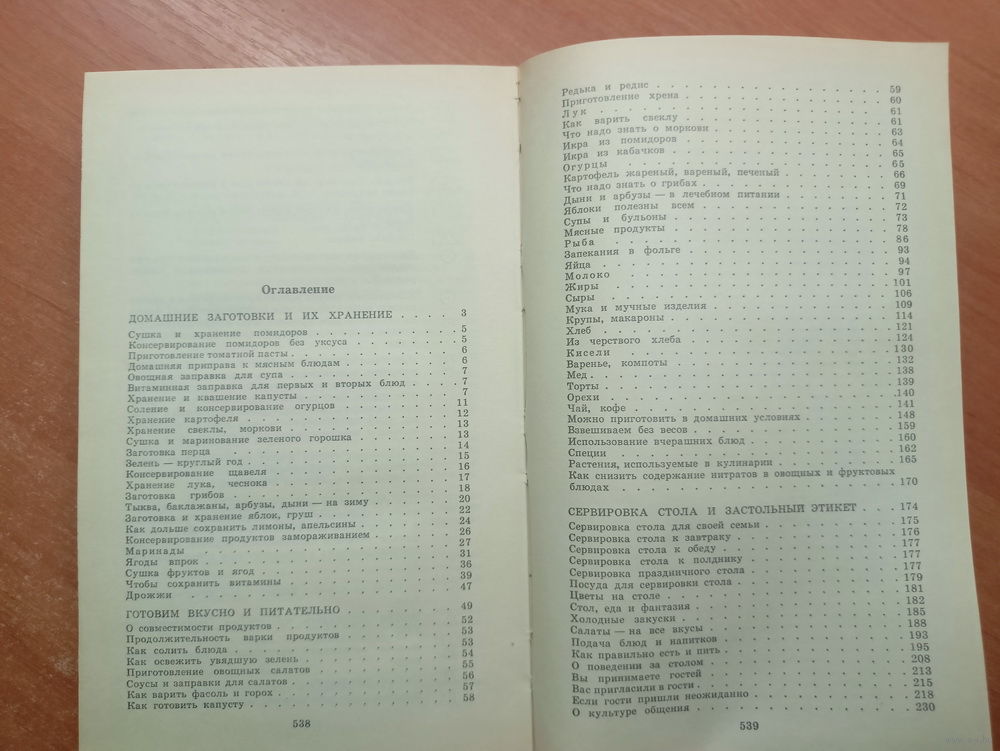 Оглавление
ДОМАШНИЕ ЗАГОТОВКИ И ИХ ХРАНЕНИЕ . . . . 3
Сушка и хранение помидоров . . . . 5
Консервирование помидоров без уксуса . . . . 5
Приготовление томатной пасты . . . . 6
Домашняя приправа к мясным блюдам . . . . 6
Овощная заправка для супа . . . . 7
Витаминная заправка для первых и вторых блюд . . . . 7
Хранение и квашение капусты . . . . 7
Соление и консервирование огурцов . . . . 11
Хранение картофеля . . . . 12
Хранение свеклы, моркови . . . . 13
Сушка и маринование зеленого горошка . . . . 13
Заготовка перца . . . . 14
Зелень — круглый год . . . . 15
Консервирование щавеля . . . . 16
Хранение лука, чеснока . . . . 17
Заготовка грибов . . . . 18
Тыква, баклажаны, арбузы, дыни — на зиму . . . . 20
Заготовка и хранение яблок, груш . . . . 22
Как дольше сохранить лимоны, апельсины . . . . 24
Консервирование продуктов замораживанием . . . . 26
Маринады . . . . 27
Ягоды впрок . . . . 31
Сушка фруктов и ягод . . . . 36
Чтобы сохранить витамины . . . . 39
Дрожжи . . . . 47
ГОТОВИМ ВКУСНО И ПИТАТЕЛЬНО . . . . 49
О совместимости продуктов . . . . 52
Продолжительность варки продуктов . . . . 53
Как солить блюда . . . . 53
Как освежить увядшую зелень . . . . 54
Приготовление овощных салатов . . . . 55
Соусы и заправки для салатов . . . . 56
Как варить фасоль и горох . . . . 57
Как готовить капусту . . . . 58
538
Редька и редис . . . . 59
Приготовление хрена . . . . 60
Лук . . . . 61
Как варить свеклу . . . . 61
Что надо знать о моркови . . . . 63
Икра из помидоров . . . . 64
Икра из кабачков . . . . 65
Огурцы . . . . 65
Картофель жареный, вареный, печеный . . . . 66
Что надо знать о грибах . . . . 69
Дыни и арбузы — в лечебном питании . . . . 71
Яблоки полезны всем . . . . 72
Супы и бульоны . . . . 73
Мясные продукты . . . . 78
Рыба . . . . 86
Запекания в фольге . . . . 93
Яйца . . . . 94
Молоко . . . . 97
Жиры . . . . 101
Сыры . . . . 106
Мука и мучные изделия . . . . 109
Крупы, макароны . . . . 114
Хлеб . . . . 121
Из черствого хлеба . . . . 124
Кисели . . . . 130
Варенье, компоты . . . . 132
Мед . . . . 138
Торты . . . . 139
Орехи . . . . 140
Чай, кофе . . . . 141
Можно приготовить в домашних условиях . . . . 148
Взвешиваем без весов . . . . 159
Использование вчерашних блюд . . . . 160
Специи . . . . 162
Растения, используемые в кулинарии . . . . 165
Как снизить содержание нитратов в овощных и фруктовых
блюдах . . . . 170
СЕРВИРОВКА СТОЛА И ЗАСТОЛЬНЫЙ ЭТИКЕТ . . . . 174
Сервировка стола для своей семьи . . . . 175
Сервировка стола к завтраку . . . . 176
Сервировка стола к обеду . . . . 177
Сервировка стола к полднику . . . . 177
Сервировка праздничного стола . . . . 177
Посуда для сервировки стола . . . . 179
Цветы на столе . . . . 181
Стол, еда и фантазия . . . . 182
Холодные закуски . . . . 185
Салаты — на все вкусы . . . . 188
Подача блюд и напитков . . . . 193
Как правильно есть и пить . . . . 195
О поведении за столом . . . . 208
Вы принимаете гостей . . . . 213
Вас пригласили в гости . . . . 215
Если гости пришли неожиданно . . . . 218
О культуре общения . . . . 230
539